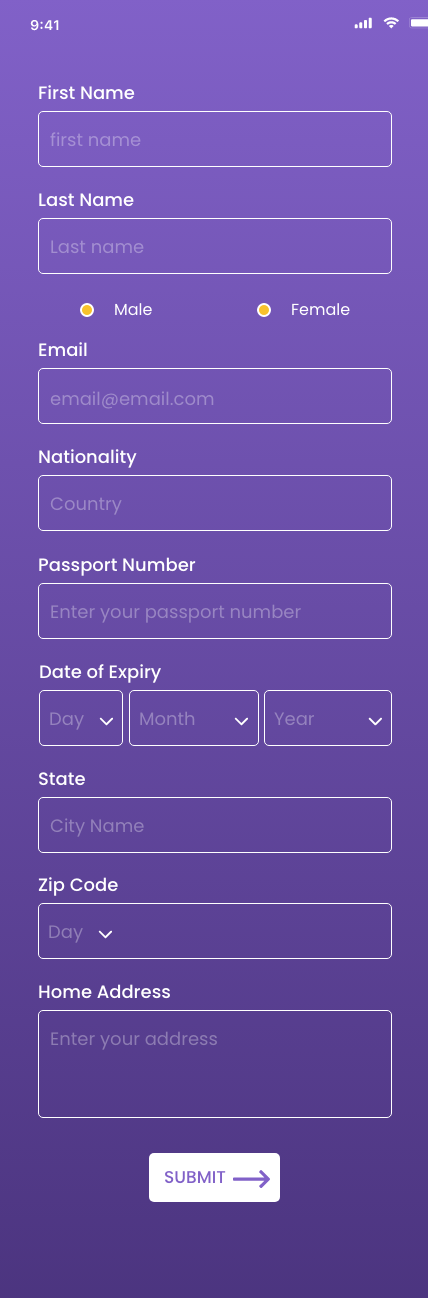 9:41
First Name
first name
Last Name
Last name
Male Female
Email
email@email.com
Nationality
Country
Passport Number
Enter your passport number
Date of Expiry
Day Month Year
State
City Name
Zip Code
Day
Home Address
Enter your address
SUBMIT